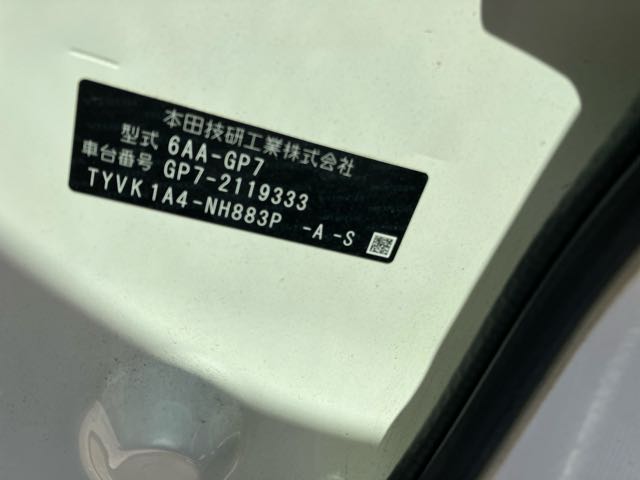 本田技研工業株式会社
型式 6AA-GP7
車台番号 GP7-2119333
TYVK1A4-NH883P -A -S